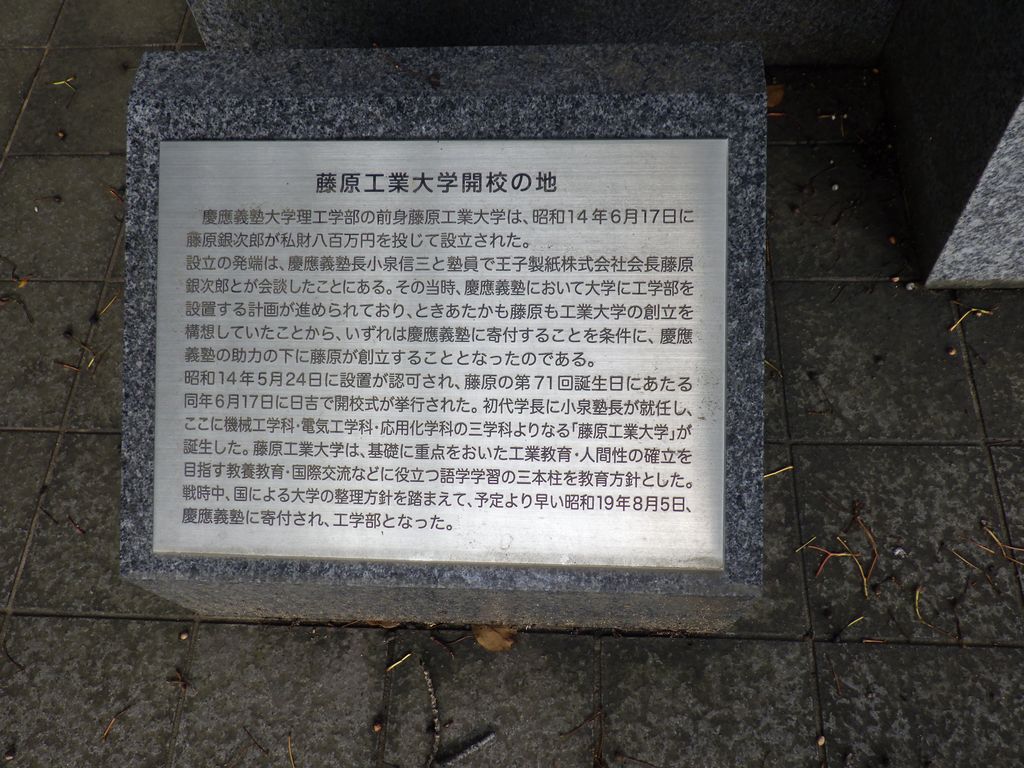 藤原工業大学開校の地
慶應義塾大学理工学部の前身藤原工業大学は、昭和14年6月17日に
藤原銀次郎が私財八百万円を投じて設立された。
設立の発端は、慶應義塾長小泉信三と塾員で王子製紙株式会社会長藤原
銀次郎とが会談したことにある。その当時、慶應義塾において大学に工学部を
設置する計画が進められており、ときあたかも藤原も工業大学の創立を
構想していたことから、いずれは慶應義塾に寄付することを条件に、慶應
義塾の助力の下に藤原が創立することとなったのである。
昭和14年5月24日に設置が認可され、藤原の第71回誕生日にあたる
同年6月17日に日吉で開校式が挙行された。初代学長に小泉塾長が就任し、
ここに機械工学科・電気工学科・応用化学科の三学科よりなる「藤原工業大学」が
誕生した。藤原工業大学は、基礎に重点をおいた工業教育・人間性の確立を
目指す教養教育・国際交流などに役立つ語学学習の三本柱を教育方針とした。
戦時中、国による大学の整理方針を踏まえて、予定より早い昭和19年8月5日、
慶應義塾に寄付され、工学部となった。